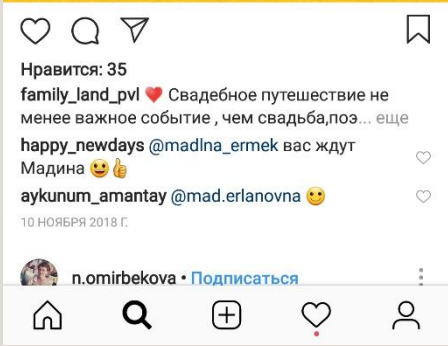 Нравится: 35
family_land_pvl ❤️ Свадебное путешествие не
менее важное событие , чем свадьба,поэ... еще
happy_newdays @madlna_ermek вас ждут
Мадина 😀👍
aykunum_amantay @mad.erlanovna 🙂
10 НОЯБРЯ 2018 Г.
n.omirbekova • Подписаться